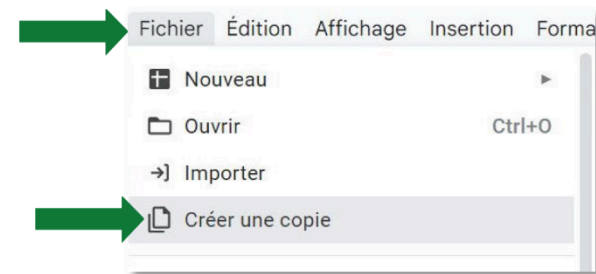 Fichier Édition Affichage Insertion Forma
Nouveau
Ouvrir Ctrl+O
Importer
Créer une copie